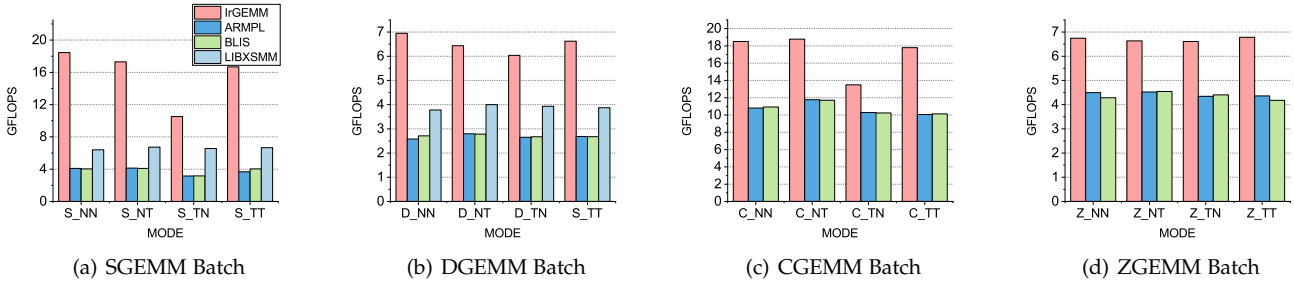 IrGEMM
ARMPL
BLIS
LIBXSMM
20
16
12
8
4
0
GFLOPS
S_NN S_NT S_TN S_TT
MODE
(a) SGEMM Batch
7
6
5
4
3
2
1
0
GFLOPS
D_NN D_NT D_TN S_TT
MODE
(b) DGEMM Batch
20
18
16
14
12
10
8
6
4
2
0
GFLOPS
C_NN C_NT C_TN C_TT
MODE
(c) CGEMM Batch
7
6
5
4
3
2
1
0
GFLOPS
Z_NN Z_NT Z_TN Z_TT
MODE
(d) ZGEMM Batch